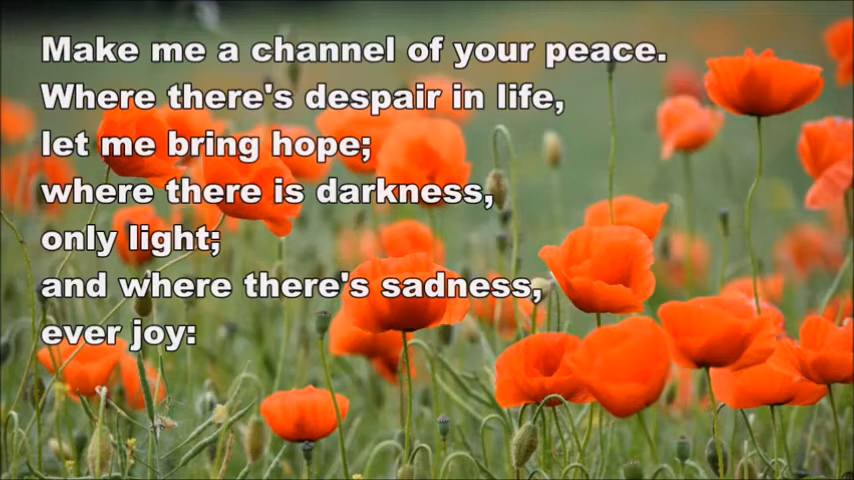 Make me a channel of your peace.
Where there's despair in life,
let me bring hope;
where there is darkness,
only light;
and where there's sadness,
ever joy: